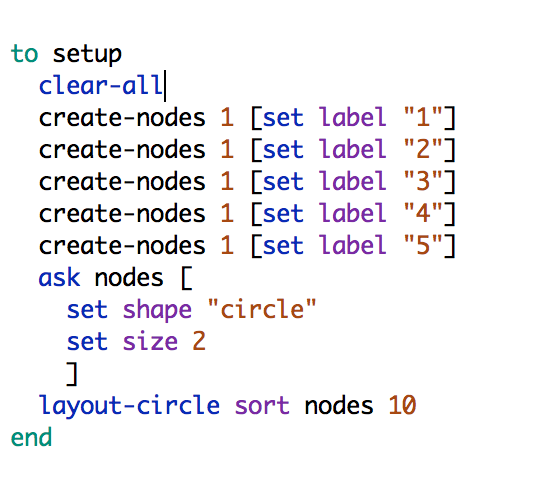 to setup
  clear-all
  create-nodes 1 [set label "1"]
  create-nodes 1 [set label "2"]
  create-nodes 1 [set label "3"]
  create-nodes 1 [set label "4"]
  create-nodes 1 [set label "5"]
  ask nodes [
    set shape "circle"
    set size 2
    ]
  layout-circle sort nodes 10
end